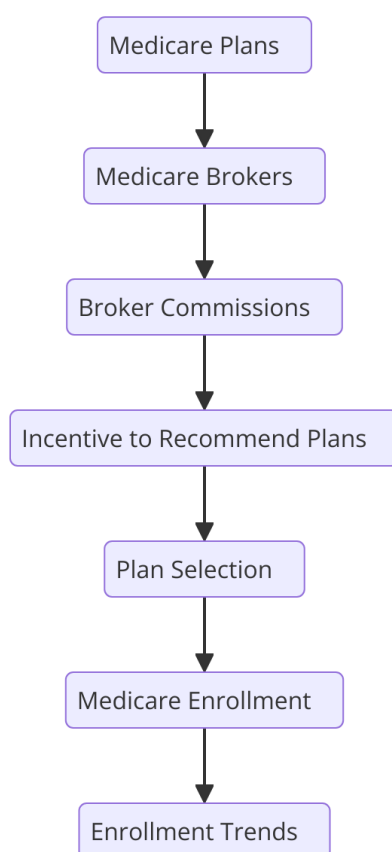 Medicare Plans
Medicare Brokers
Broker Commissions
Incentive to Recommend Plans
Plan Selection
Medicare Enrollment
Enrollment Trends